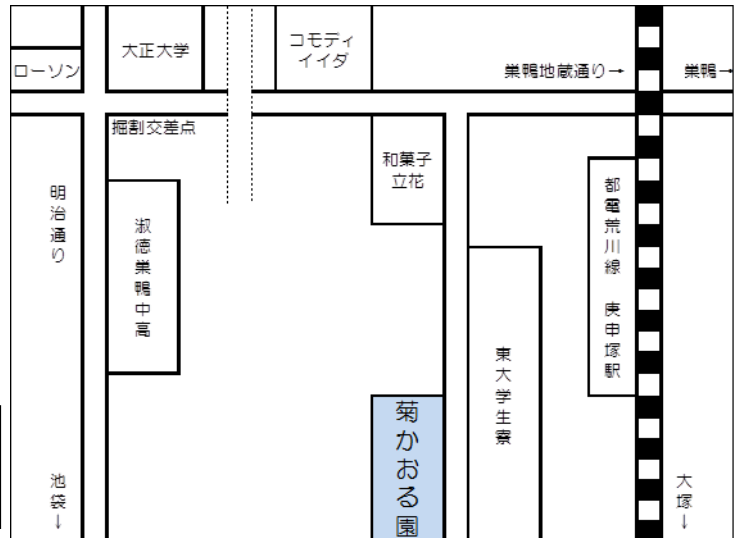 大正大学
コモディ
イイダ
ローソン
巣鴨地蔵通り→
巣鴨→
掘割交差点
和菓子
立花
明治通り
淑徳巣鴨中高
都電荒川線 庚申塚駅
東大学生寮
菊かおる園
池袋↓
大塚↓